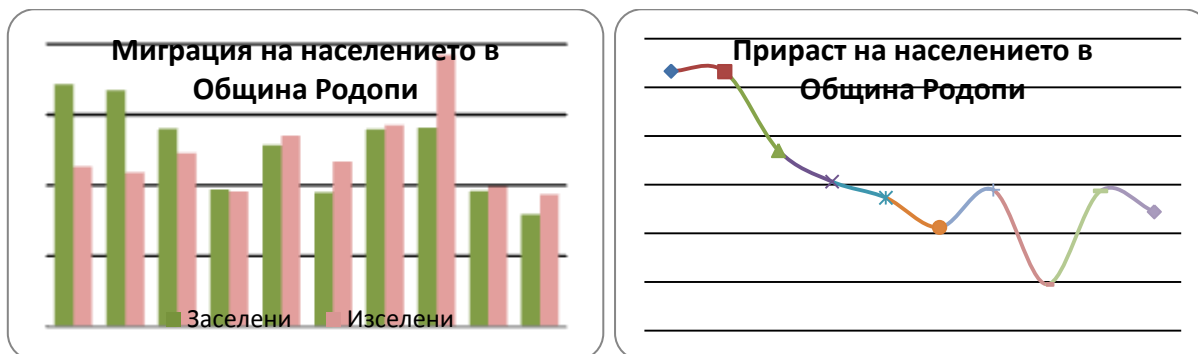 Миграция на населението в
Община Родопи
Заселени Изселени
Прираст на населението в
Община Родопи